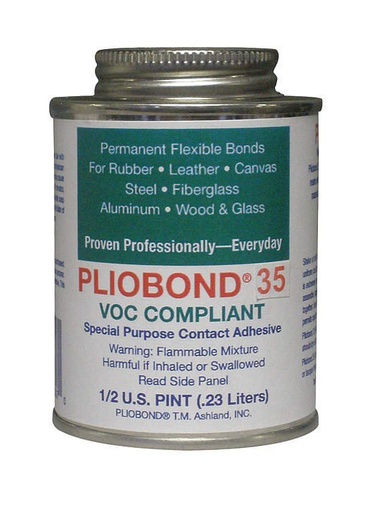 Permanent Flexible Bonds
For Rubber • Leather • Canvas
Steel • Fiberglass
Aluminum • Wood & Glass
Proven Professionally—Everyday
PLIOBOND® 35
VOC COMPLIANT
Special Purpose Contact Adhesive
Warning: Flammable Mixture
Harmful if Inhaled or Swallowed
Read Side Panel
1/2 U.S. PINT (.23 Liters)
PLIOBOND® T.M. Ashland, INC.